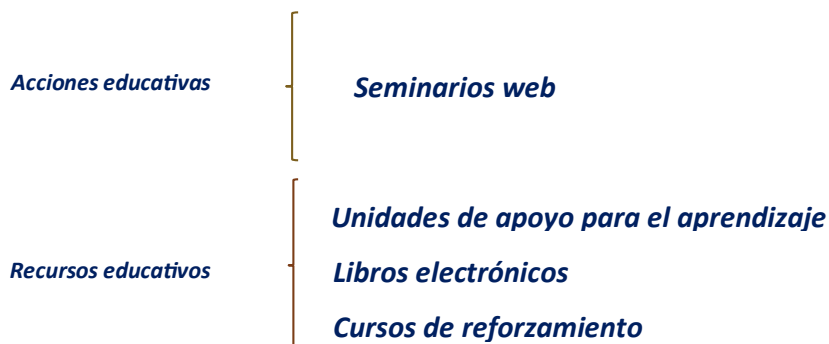 Acciones educativas
Seminarios web
Unidades de apoyo para el aprendizaje
Recursos educativos
Libros electrónicos
Cursos de reforzamiento